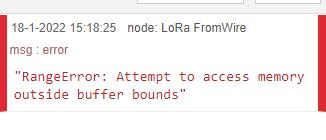 18-1-2022 15:18:25 node: LoRa FromWire
msg : error
"RangeError: Attempt to access memory
outside buffer bounds"